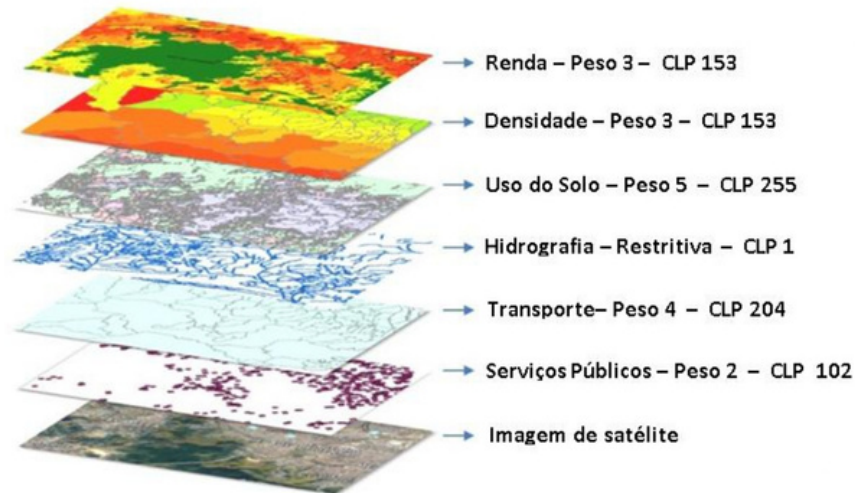 Renda – Peso 3 – CLP 153
Densidade – Peso 3 – CLP 153
Uso do Solo – Peso 5 – CLP 255
Hidrografia – Restritiva – CLP 1
Transporte– Peso 4 – CLP 204
Serviços Públicos – Peso 2 – CLP 102
Imagem de satélite